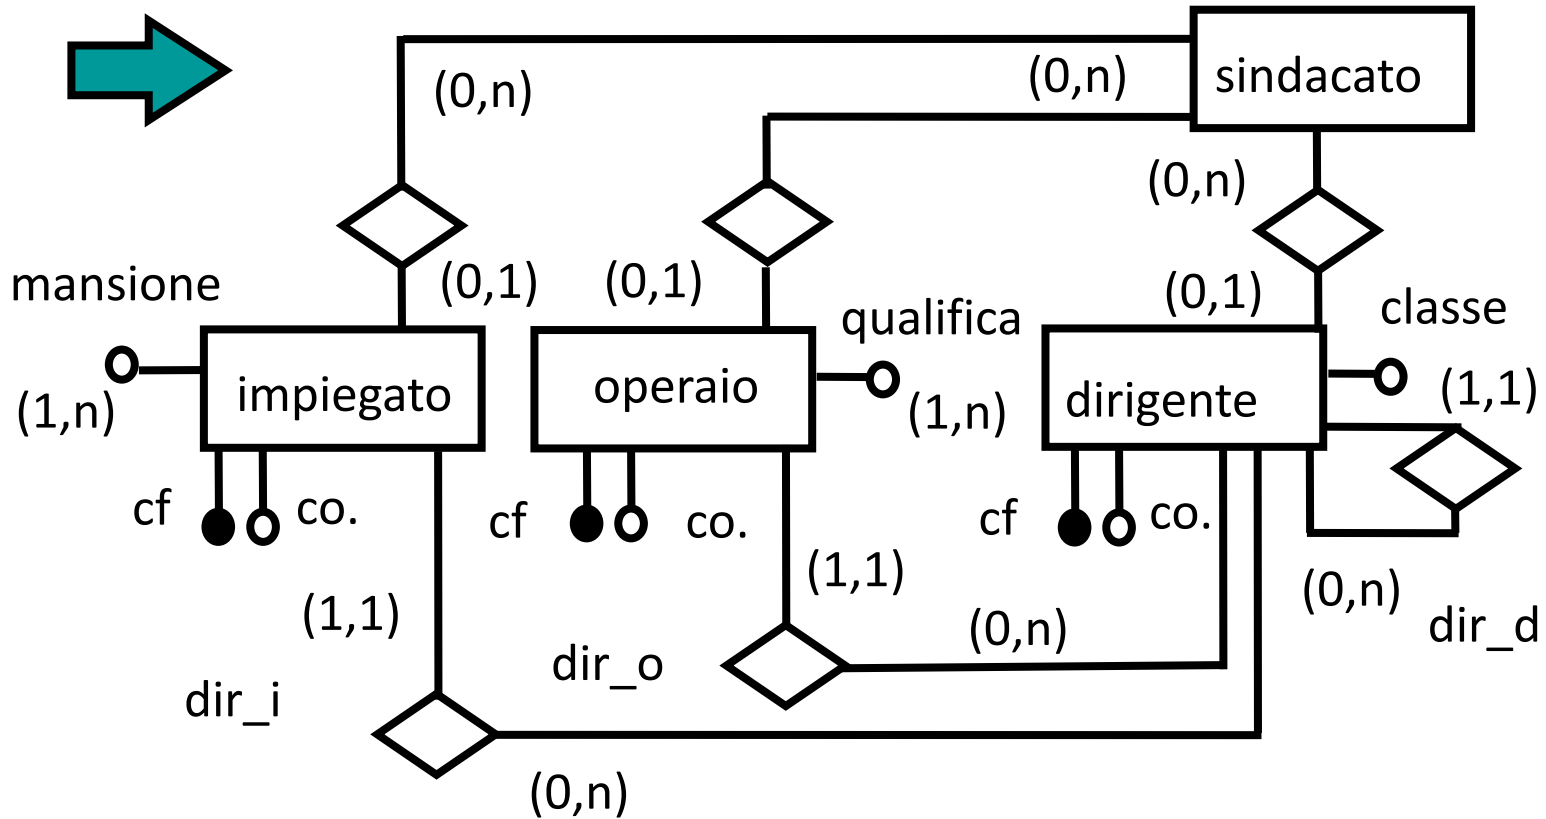 sindacato
(0,n)
(0,n)
(0,n)
(0,1)
(0,1)
(0,1)
mansione
qualifica
classe
impiegato
operaio
dirigente
(1,n)
(1,n)
(1,1)
cf
co.
cf
co.
cf
co.
(1,1)
(1,1)
(0,n)
(0,n)
dir_d
dir_o
dir_i
(0,n)